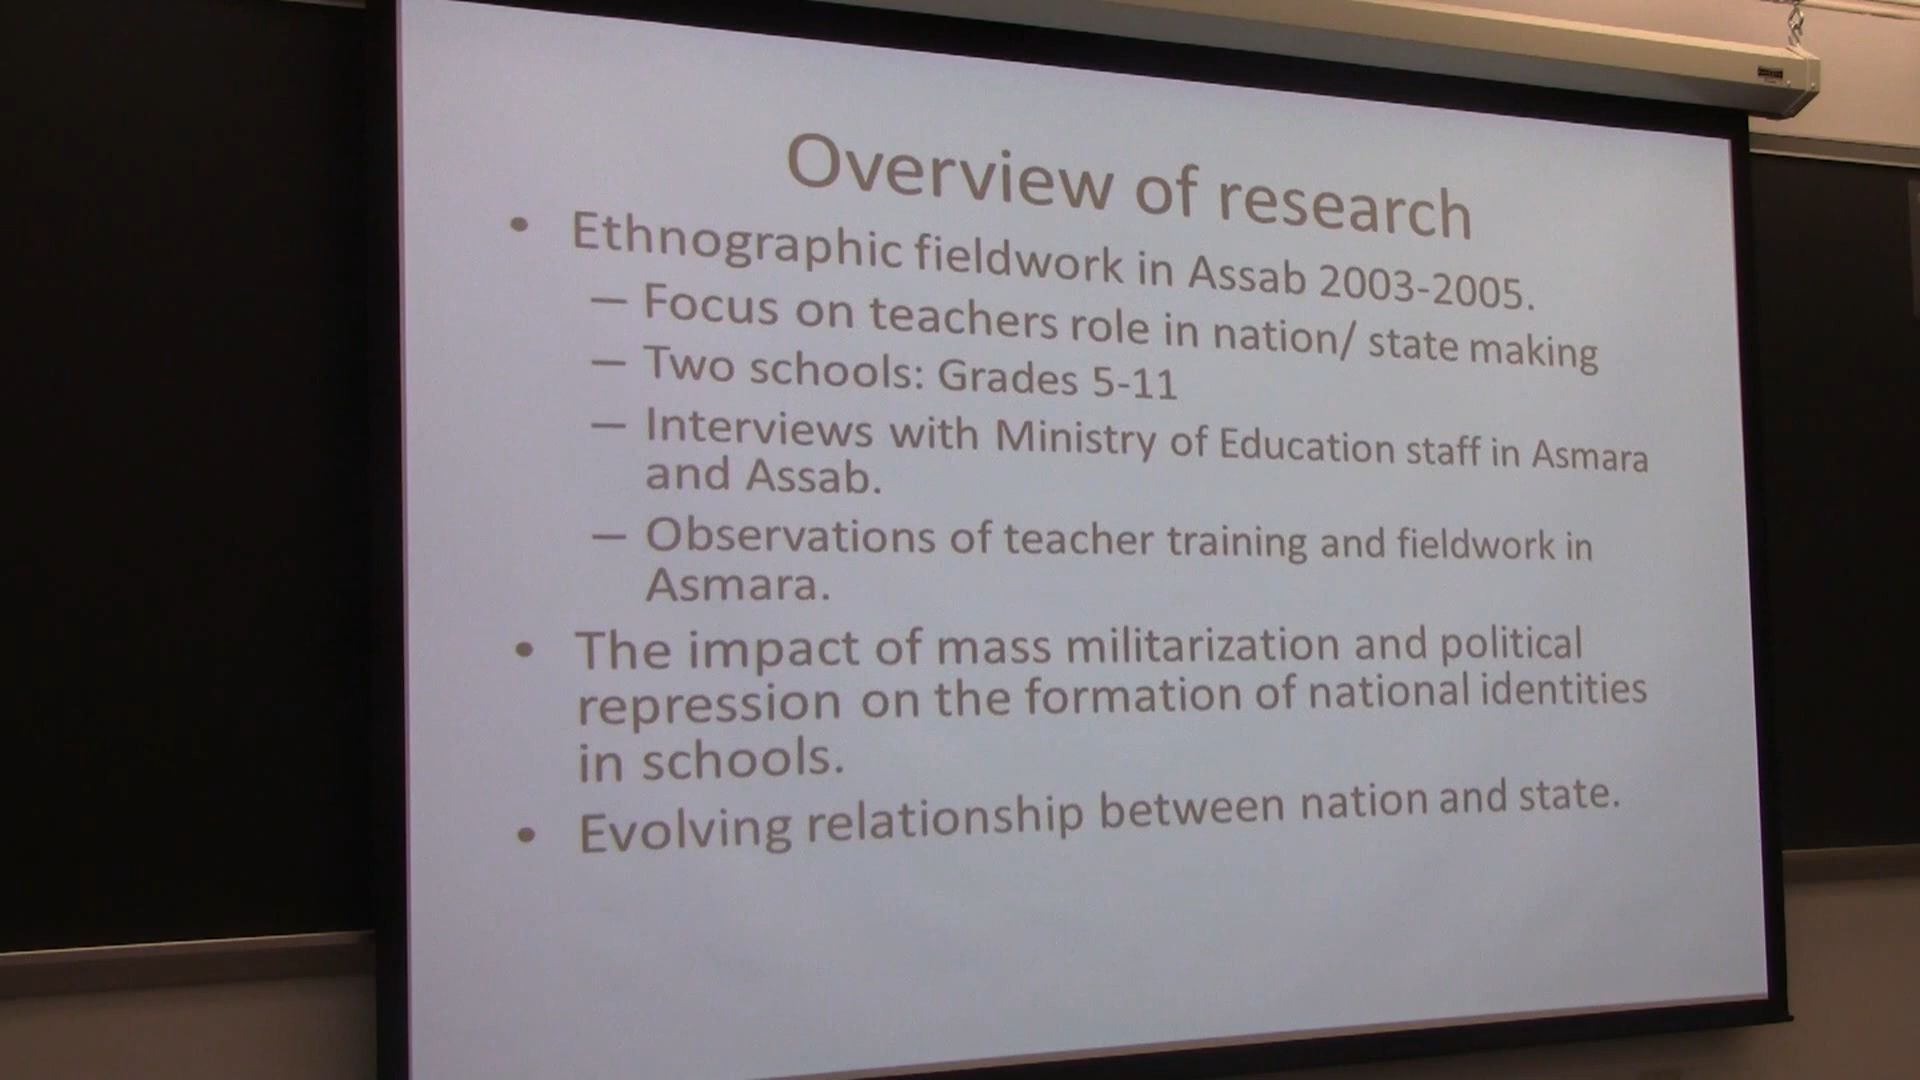 Overview of research
• Ethnographic fieldwork in Assab 2003-2005.
– Focus on teachers role in nation/ state making
– Two schools: Grades 5-11
– Interviews with Ministry of Education staff in Asmara
and Assab.
– Observations of teacher training and fieldwork in
Asmara.
• The impact of mass militarization and political
repression on the formation of national identities
in schools.
• Evolving relationship between nation and state.